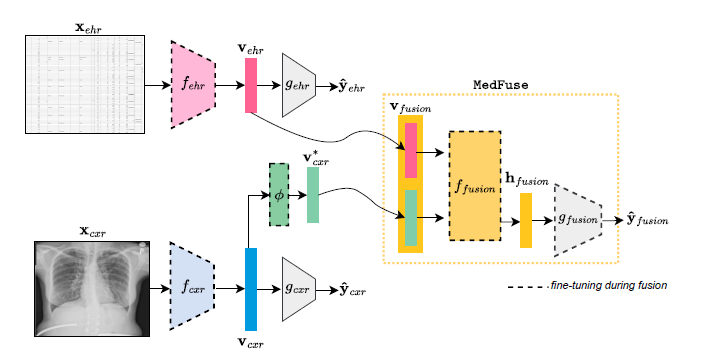 x_ehr
f_ehr
v_ehr
g_ehr
ŷ_ehr
MedFuse
v_fusion
v*_cxr
ϕ
f_fusion
h_fusion
g_fusion
ŷ_fusion
x_cxr
f_cxr
v_cxr
g_cxr
ŷ_cxr
fine-tuning during fusion